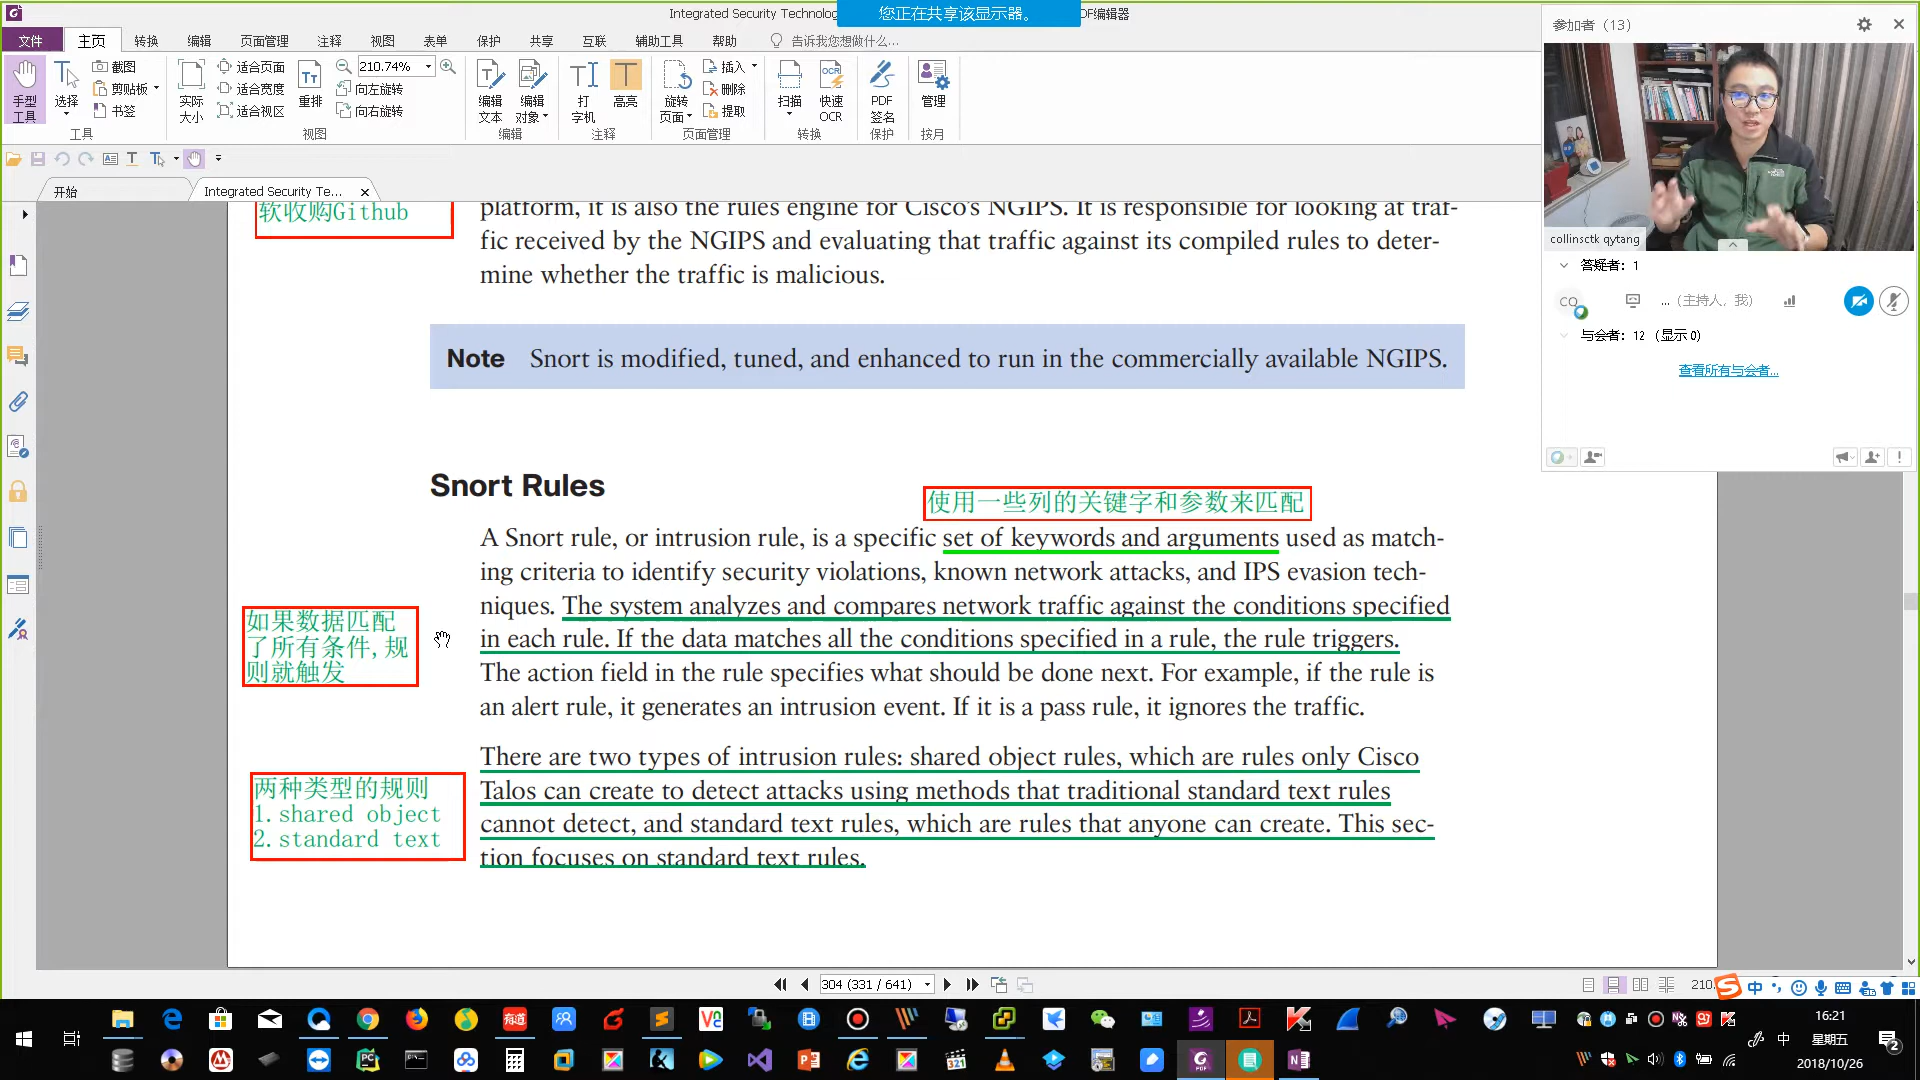 Integrated Security Technolog
您正在共享该显示器。
DF编辑器
文件
主页
转换
编辑
页面管理
注释
视图
表单
保护
共享
互联
辅助工具
帮助
告诉我您想做什么...
手型工具
选择
截图
剪贴板
书签
工具
实际大小
适合页面
适合宽度
适合视区
重排
210.74%
向左旋转
向右旋转
视图
编辑文本
编辑对象
编辑
打字机
高亮
注释
旋转页面
插入
删除
提取
页面管理
扫描
快速OCR
转换
PDF签名
保护
管理
按月
开始
Integrated Security Te...
软收购Github
platform, it is also the rules engine for Cisco's NGIPS. It is responsible for looking at traf-
fic received by the NGIPS and evaluating that traffic against its compiled rules to deter-
mine whether the traffic is malicious.
Note Snort is modified, tuned, and enhanced to run in the commercially available NGIPS.
Snort Rules
使用一些列的关键字和参数来匹配
A Snort rule, or intrusion rule, is a specific set of keywords and arguments used as match-
ing criteria to identify security violations, known network attacks, and IPS evasion tech-
niques. The system analyzes and compares network traffic against the conditions specified
in each rule. If the data matches all the conditions specified in a rule, the rule triggers.
The action field in the rule specifies what should be done next. For example, if the rule is
an alert rule, it generates an intrusion event. If it is a pass rule, it ignores the traffic.
如果数据匹配
了所有条件,规
则就触发
There are two types of intrusion rules: shared object rules, which are rules only Cisco
Talos can create to detect attacks using methods that traditional standard text rules
cannot detect, and standard text rules, which are rules that anyone can create. This sec-
tion focuses on standard text rules.
两种类型的规则
1.shared object
2.standard text
参加者 (13)
collinsctk qytang
答疑者: 1
CQ
... (主持人, 我)
与会者: 12 (显示 0)
查看所有与会者...
304 (331 / 641)
210.
中
16:21
星期五
2018/10/26
中
2